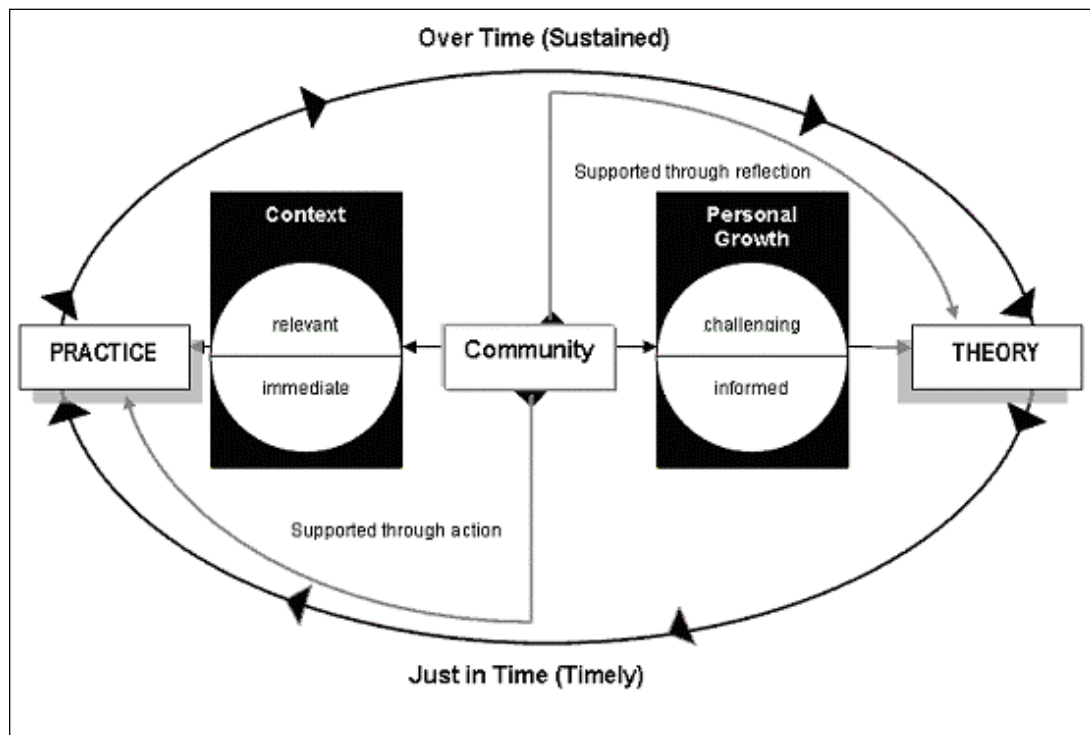 Over Time (Sustained)
Supported through reflection
Context
Personal
Growth
relevant
challenging
PRACTICE
Community
THEORY
immediate
informed
Supported through action
Just in Time (Timely)